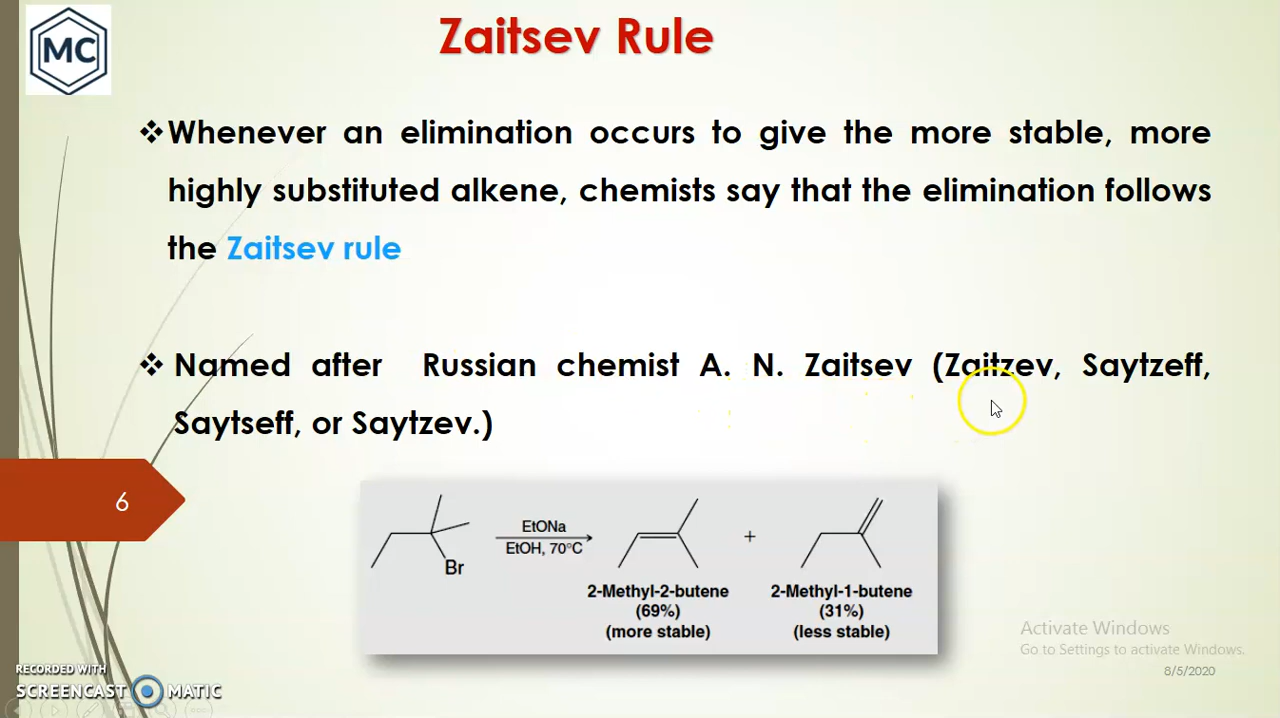 MC
Zaitsev Rule
❖Whenever an elimination occurs to give the more stable, more
highly substituted alkene, chemists say that the elimination follows
the Zaitsev rule
❖ Named after Russian chemist A. N. Zaitsev (Zaitzev, Saytzeff,
Saytseff, or Saytzev.)
6
EtONa
EtOH, 70°C
Br
+
2-Methyl-2-butene
(69%)
(more stable)
2-Methyl-1-butene
(31%)
(less stable)
Activate Windows
Go to Settings to activate Windows.
8/5/2020
RECORDED WITH
SCREENCAST MATIC